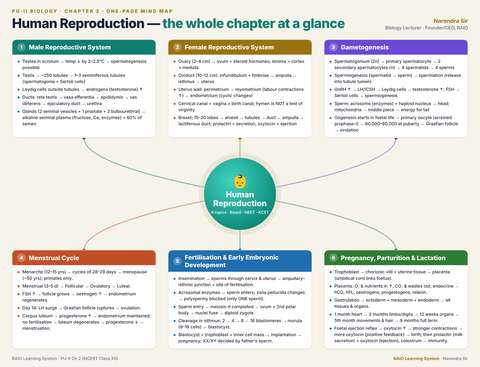 PU-II BIOLOGY · CHAPTER 2 · ONE-PAGE MIND MAP
Human Reproduction — the whole chapter at a glance
Narendra Sir
Biology Lecturer · Founder/CEO, BAIO
1 Male Reproductive System
Testes in scrotum → temp ↓ by 2–2.5°C → spermatogenesis
possible
Testis → ~250 lobules → 1–3 seminiferous tubules
(spermatogonia + Sertoli cells)
Leydig cells outside tubules → androgens (testosterone) ↑
Ducts: rete testis → vasa efferentia → epididymis → vas
deferens → ejaculatory duct → urethra
Glands (2 seminal vesicles + 1 prostate + 2 bulbourethral) →
alkaline seminal plasma (fructose, Ca, enzymes) = 60% of
semen
2 Female Reproductive System
Ovary (2–4 cm) → ovum + steroid hormones; stroma = cortex
+ medulla
Oviduct (10–12 cm): infundibulum + fimbriae → ampulla →
isthmus → uterus
Uterus wall: perimetrium → myometrium (labour contractions
↑) → endometrium (cyclic changes)
Cervical canal + vagina = birth canal; hymen is NOT a test of
virginity
Breast: 15–20 lobes → alveoli → tubules → duct → ampulla →
lactiferous duct; prolactin = secretion, oxytocin = ejection
3 Gametogenesis
Spermatogonium (2n) → primary spermatocyte → 2
secondary spermatocytes (n) → 4 spermatids → 4 sperms
Spermiogenesis (spermatid → sperm) → spermiation (release
into tubule lumen)
GnRH ↑ → LH/ICSH → Leydig cells → testosterone ↑; FSH →
Sertoli cells → spermiogenesis
Sperm: acrosome (enzymes) + haploid nucleus → head;
mitochondria → middle piece → energy for tail
Oogenesis starts in foetal life → primary oocyte (arrested
prophase-I) → 60,000–80,000 at puberty → Graafian follicle
→ ovulation
Human
Reproduction
4 Menstrual Cycle
Menarche (12–15 yrs) → cycles of 28–29 days → menopause
(~50 yrs); primates only.
Menstrual (3–5 d) → Follicular → Ovulatory → Luteal.
FSH ↑ → follicle grows → oestrogen ↑ → endometrium
regenerates.
Day 14: LH surge → Graafian follicle ruptures → ovulation.
Corpus luteum → progesterone ↑ → endometrium maintained;
no fertilisation → luteum degenerates → progesterone ↓ →
menstruation.
5 Fertilisation & Early Embryonic
Development
Insemination → sperms through cervix & uterus → ampullary-
isthmic junction = site of fertilisation.
Acrosomal enzymes → sperm enters → zona pellucida changes
→ polyspermy blocked (only ONE sperm).
Sperm entry → meiosis-II completed → ovum + 2nd polar
body → nuclei fuse → diploid zygote.
Cleavage in isthmus: 2 → 4 → 8 → 16 blastomeres → morula
(8–16 cells) → blastocyst.
Blastocyst = trophoblast + inner cell mass → implantation →
pregnancy; XX/XY decided by father's sperm.
6 Pregnancy, Parturition & Lactation
Trophoblast → chorionic villi + uterine tissue → placenta
(umbilical cord links foetus).
Placenta: O₂ & nutrients in ↑, CO₂ & wastes out; endocrine →
hCG, hPL, oestrogens, progestogens, relaxin.
Gastrulation → ectoderm + mesoderm + endoderm → all
tissues & organs.
1 month heart → 2 months limbs/digits → 12 weeks organs →
5th month movements & hair → 9 months full term.
Foetal ejection reflex → oxytocin ↑ → stronger contractions →
more oxytocin (positive feedback) → birth; then prolactin (milk
secretion) + oxytocin (ejection), colostrum → immunity.
BAIO Learning System · PU-II Ch 2 (NCERT Class XII)
BAIO Learning System · Narendra Sir